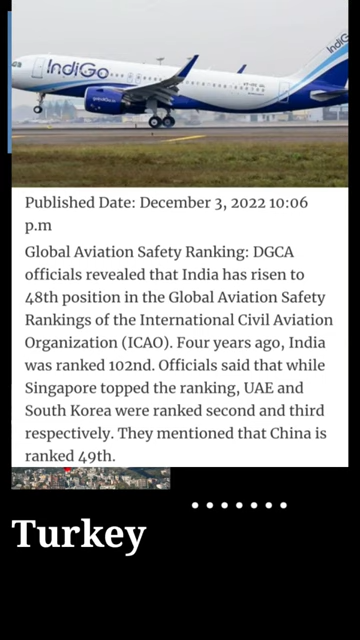 IndiGo
IndiGo
Published Date: December 3, 2022 10:06
p.m
Global Aviation Safety Ranking: DGCA
officials revealed that India has risen to
48th position in the Global Aviation Safety
Rankings of the International Civil Aviation
Organization (ICAO). Four years ago, India
was ranked 102nd. Officials said that while
Singapore topped the ranking, UAE and
South Korea were ranked second and third
respectively. They mentioned that China is
ranked 49th.
Turkey